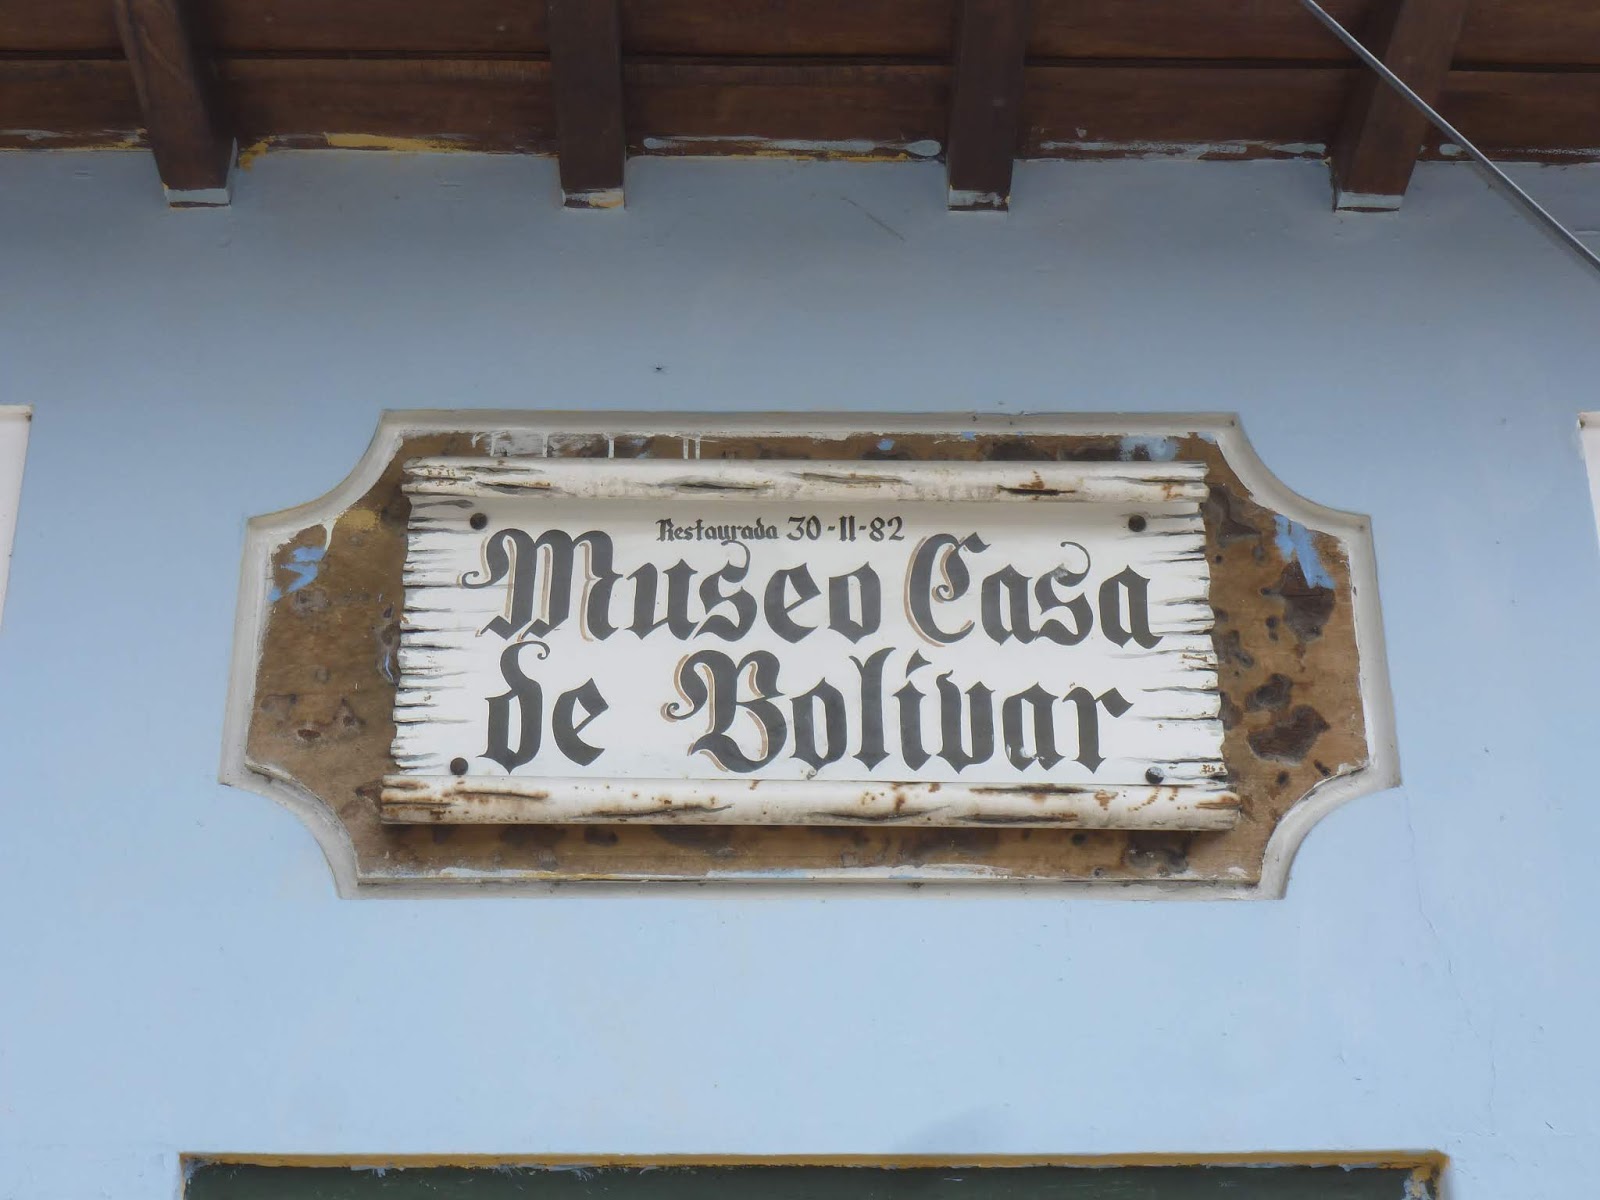 Restaurada 30-11-82
Museo Casa
de Bolivar